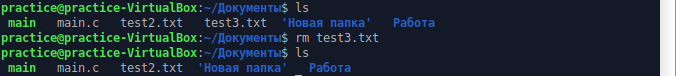 practice@practice-VirtualBox:~/Документы$ ls
main main.c test2.txt test3.txt 'Новая папка' Работа
practice@practice-VirtualBox:~/Документы$ rm test3.txt
practice@practice-VirtualBox:~/Документы$ ls
main main.c test2.txt 'Новая папка' Работа